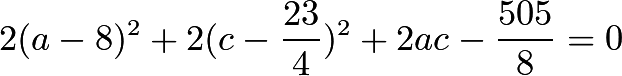 2(a − 8)² + 2(c − 23/4)² + 2ac − 505/8 = 0